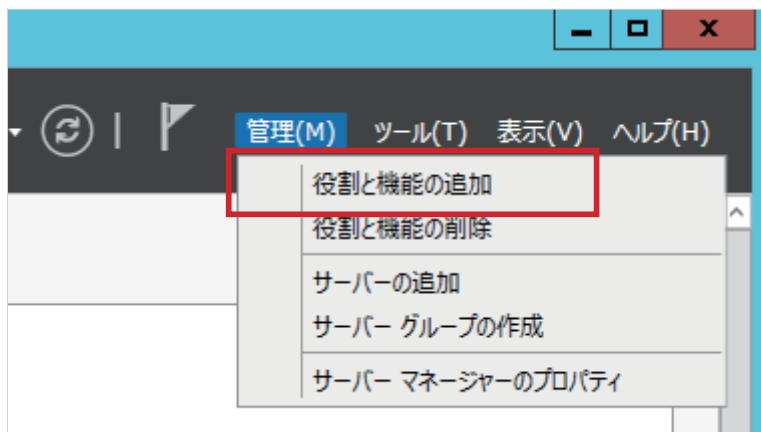 管理(M) ツール(T) 表示(V) ヘルプ(H)
役割と機能の追加
役割と機能の削除
サーバーの追加
サーバー グループの作成
サーバー マネージャーのプロパティ